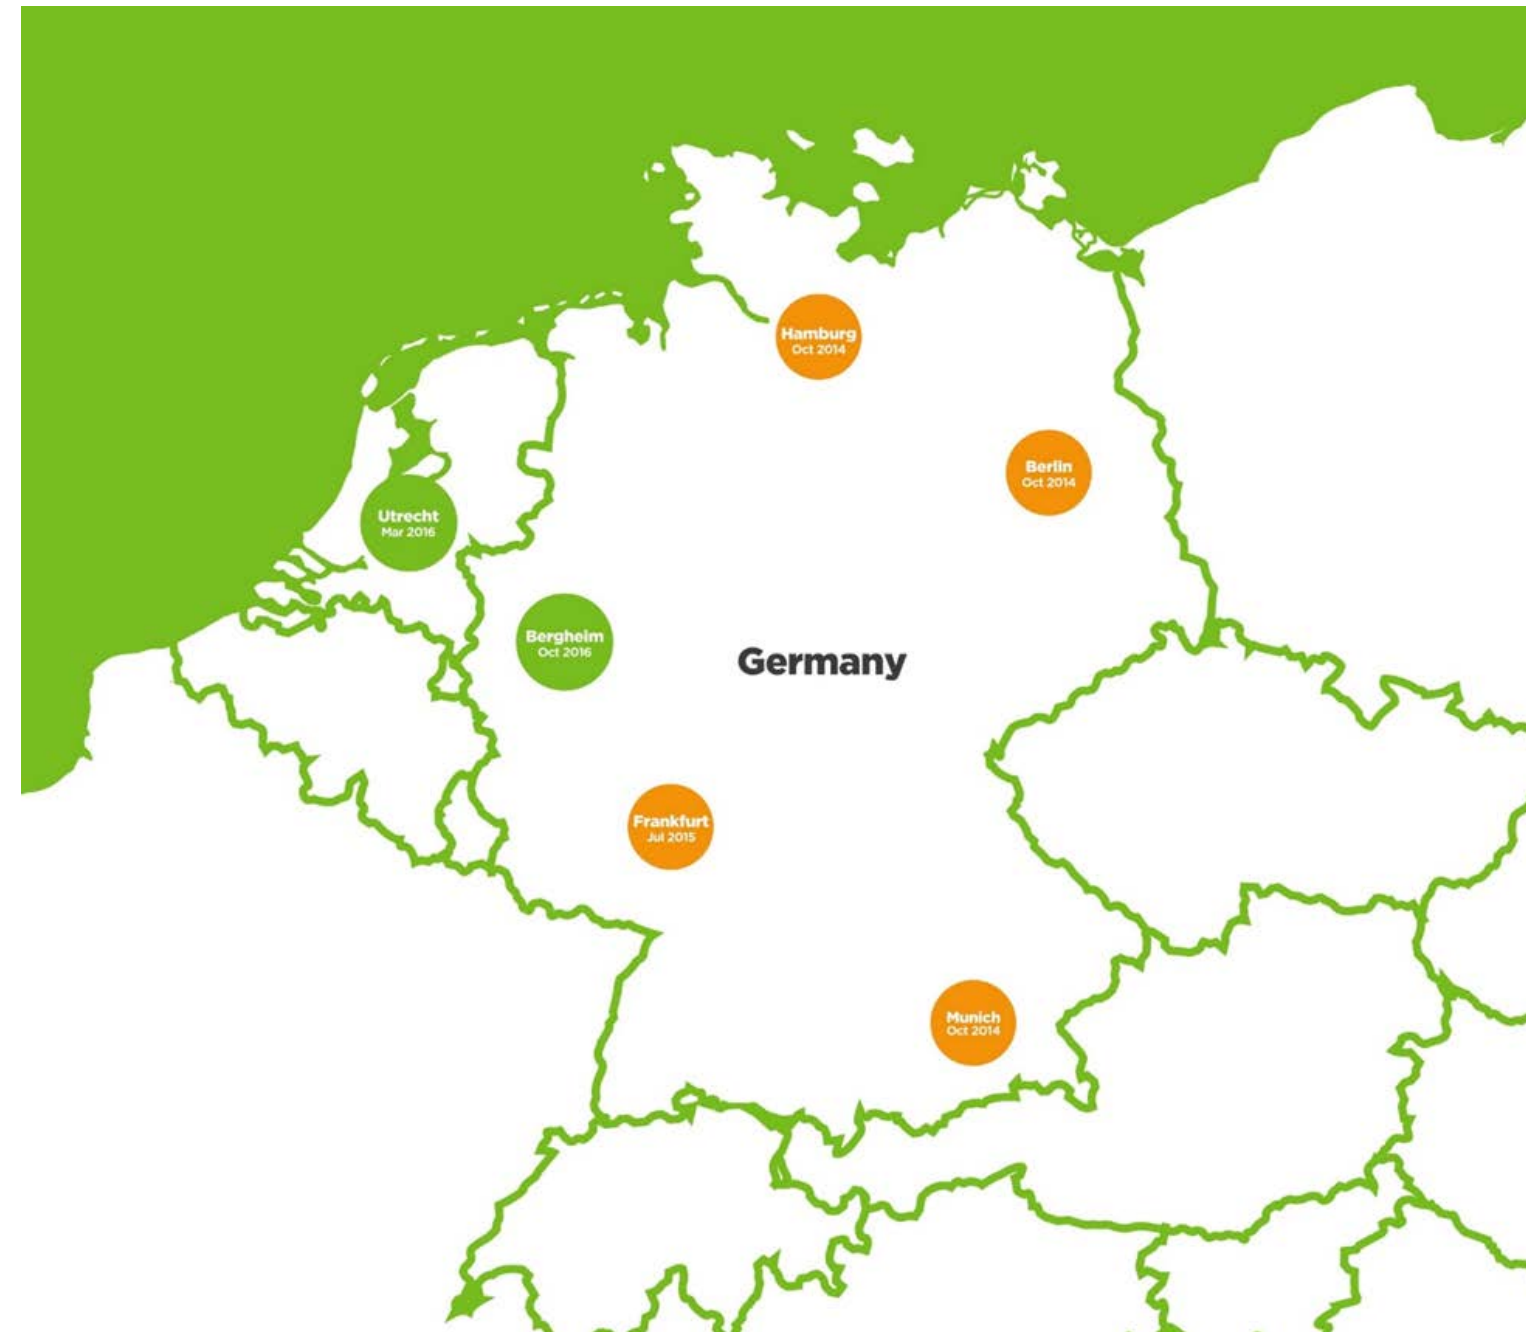 Hamburg
Oct 2014
Berlin
Oct 2014
Utrecht
Mar 2016
Bergheim
Oct 2016
Germany
Frankfurt
Jul 2015
Munich
Oct 2014